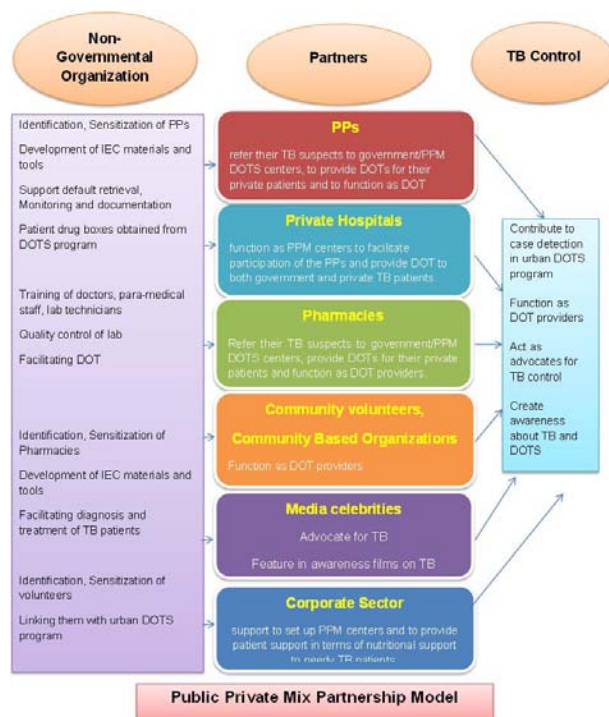 Non-
Governmental
Organization
Partners
TB Control
Identification, Sensitization of PPs
Development of IEC materials and
tools
Support default retrieval,
Monitoring and documentation
Patient drug boxes obtained from
DOTS program
Training of doctors, para-medical
staff, lab technicians
Quality control of lab
Facilitating DOT
Identification, Sensitization of
Pharmacies
Development of IEC materials and
tools
Facilitating diagnosis and
treatment of TB patients
Identification, Sensitization of
volunteers
Linking them with urban DOTS
program
PPs
refer their TB suspects to government/PPM
DOTS centers, to provide DOTs for their
private patients and to function as DOT
Private Hospitals
function as PPM centers to facilitate
participation of the PPs and provide DOT to
both government and private TB patients
Pharmacies
Refer their TB suspects to government/PPM
DOTS centers, provide DOTs for their private
patients and function as DOT providers.
Community volunteers,
Community Based Organizations
Function as DOT providers
Media celebrities
Advocate for TB
Feature in awareness films on TB
Corporate Sector
support to set up PPM centers and to provide
patient support in terms of nutritional support
to needy TB patients
Contribute to
case detection in
urban DOTS
program
Function as
DOT providers
Act as
advocates for
TB control
Create
awareness
about TB and
DOTS
Public Private Mix Partnership Model